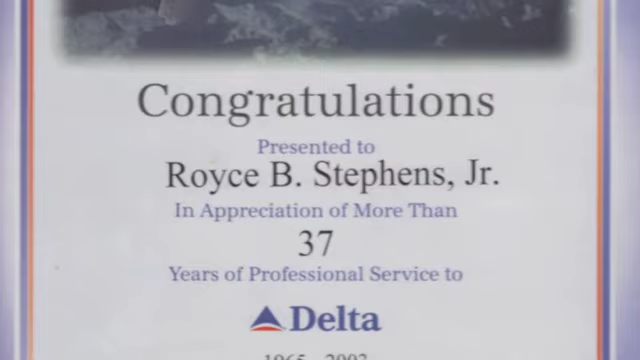 Congratulations
Presented to
Royce B. Stephens, Jr.
In Appreciation of More Than
37
Years of Professional Service to
Delta